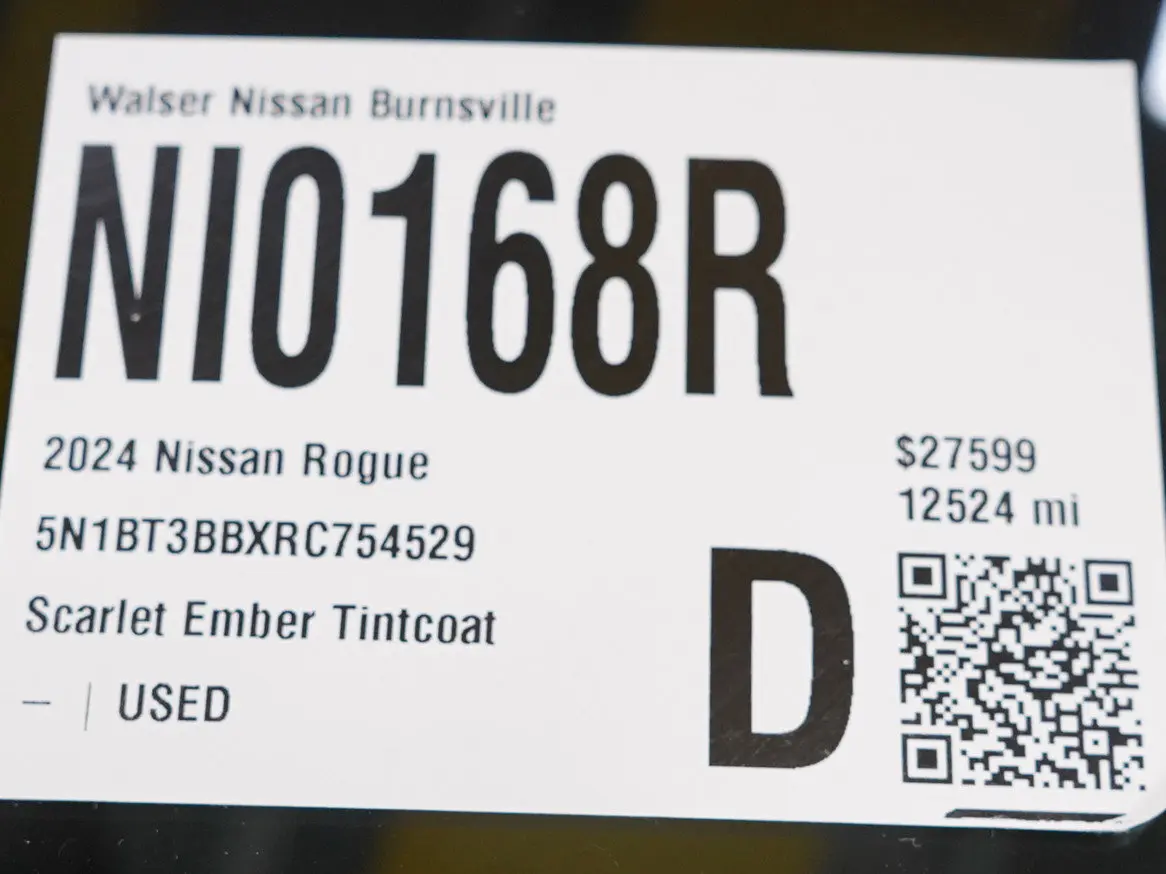 Walser Nissan Burnsville
NI0168R
2024 Nissan Rogue
$27599
12524 mi
5N1BT3BBXRC754529
Scarlet Ember Tintcoat
D
– | USED